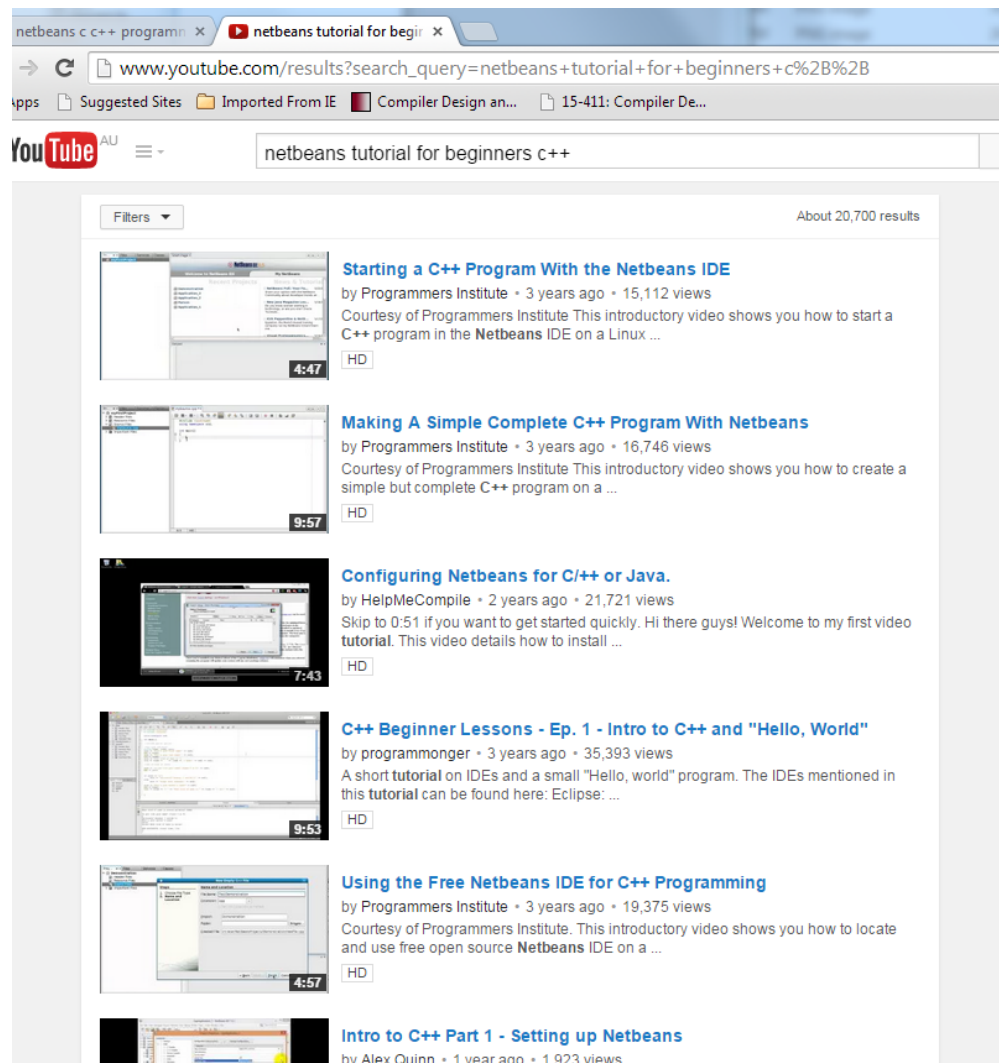 netbeans c c++ programn
netbeans tutorial for begir
www.youtube.com/results?search_query=netbeans+tutorial+for+beginners+c%2B%2B
Apps Suggested Sites Imported From IE Compiler Design an... 15-411: Compiler De...
YouTube AU
netbeans tutorial for beginners c++
Filters
About 20,700 results
Starting a C++ Program With the Netbeans IDE
by Programmers Institute • 3 years ago • 15,112 views
Courtesy of Programmers Institute This introductory video shows you how to start a
C++ program in the Netbeans IDE on a Linux ...
HD
4:47
Making A Simple Complete C++ Program With Netbeans
by Programmers Institute • 3 years ago • 16,746 views
Courtesy of Programmers Institute This introductory video shows you how to create a
simple but complete C++ program on a ...
HD
9:57
Configuring Netbeans for C/++ or Java.
by HelpMeCompile • 2 years ago • 21,721 views
Skip to 0:51 if you want to get started quickly. Hi there guys! Welcome to my first video
tutorial. This video details how to install ...
HD
7:43
C++ Beginner Lessons - Ep. 1 - Intro to C++ and "Hello, World"
by programmonger • 3 years ago • 35,393 views
A short tutorial on IDEs and a small "Hello, world" program. The IDEs mentioned in
this tutorial can be found here: Eclipse: ...
HD
9:53
Using the Free Netbeans IDE for C++ Programming
by Programmers Institute • 3 years ago • 19,375 views
Courtesy of Programmers Institute. This introductory video shows you how to locate
and use free open source Netbeans IDE on a ...
HD
4:57
Intro to C++ Part 1 - Setting up Netbeans
by Alex Quinn • 1 year ago • 1,923 views